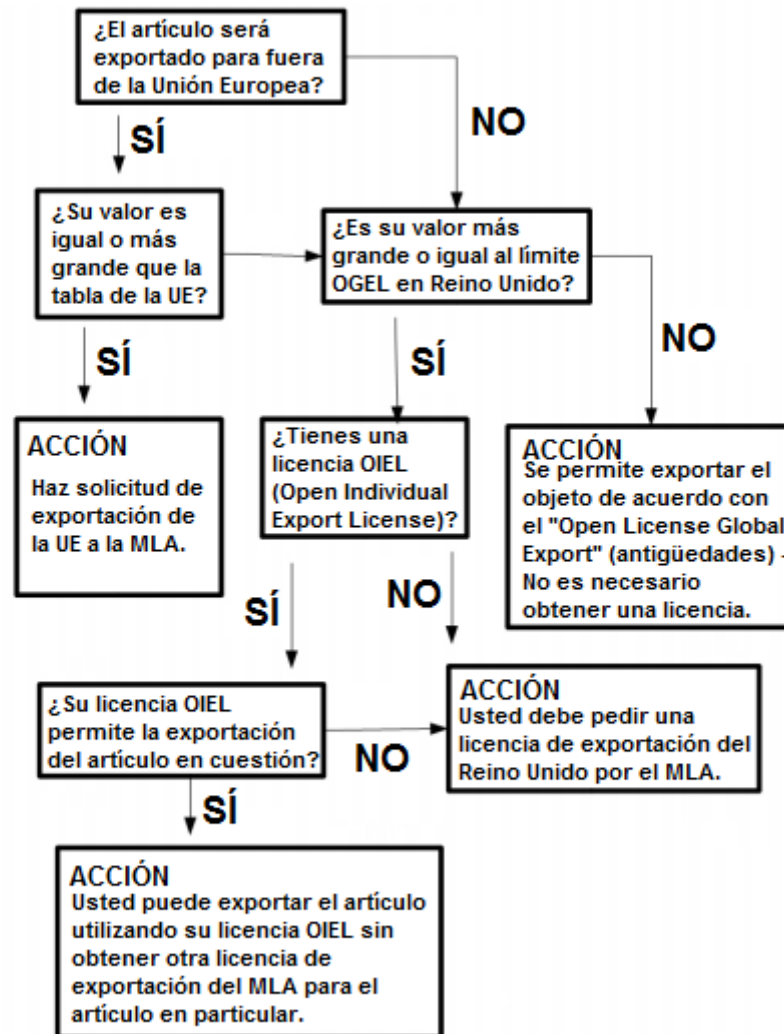 ¿El artículo será
exportado para fuera
de la Unión Europea?
SÍ
NO
¿Su valor es
igual o más
grande que la
tabla de la UE?
¿Es su valor más
grande o igual al límite
OGEL en Reino Unido?
SÍ
SÍ
NO
ACCIÓN
Haz solicitud de
exportación de
la UE a la MLA.
¿Tienes una
licencia OIEL
(Open Individual
Export License)?
ACCIÓN
Se permite exportar el
objeto de acuerdo con
el "Open License Global
Export" (antigüedades) -
No es necesario
obtener una licencia.
SÍ
NO
¿Su licencia OIEL
permite la exportación
del artículo en cuestión?
NO
ACCIÓN
Usted debe pedir una
licencia de exportación del
Reino Unido por el MLA.
SÍ
ACCIÓN
Usted puede exportar el artículo
utilizando su licencia OIEL sin
obtener otra licencia de
exportación del MLA para el
artículo en particular.